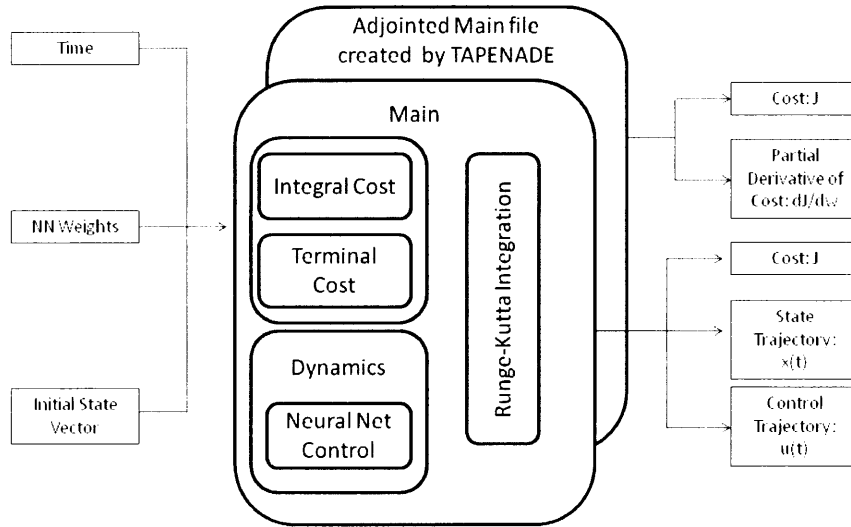 Adjointed Main file
created by TAPENADE
Time
NN Weights
Initial State
Vector
Main
Integral Cost
Terminal
Cost
Dynamics
Neural Net
Control
Runge-Kutta Integration
Cost: J
Partial
Derivative of
Cost: dJ/dw
Cost: J
State
Trajectory:
x(t)
Control
Trajectory:
u(t)